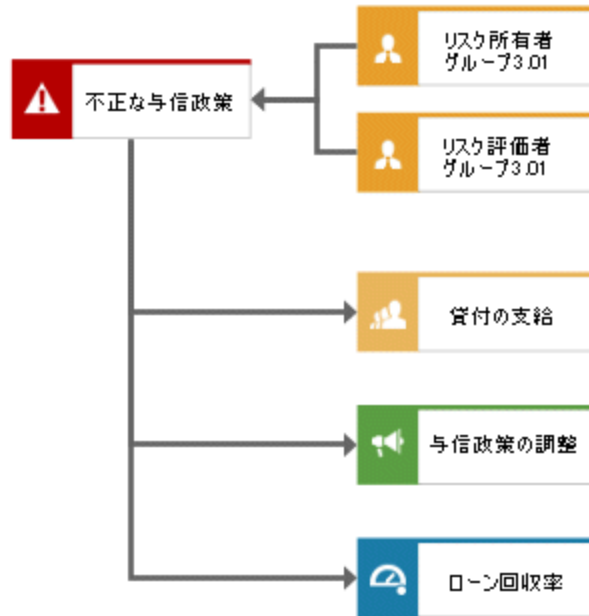 リスク所有者
グループ3.01
不正な与信政策
リスク評価者
グループ3.01
貸付の支給
与信政策の調整
ローン回収率